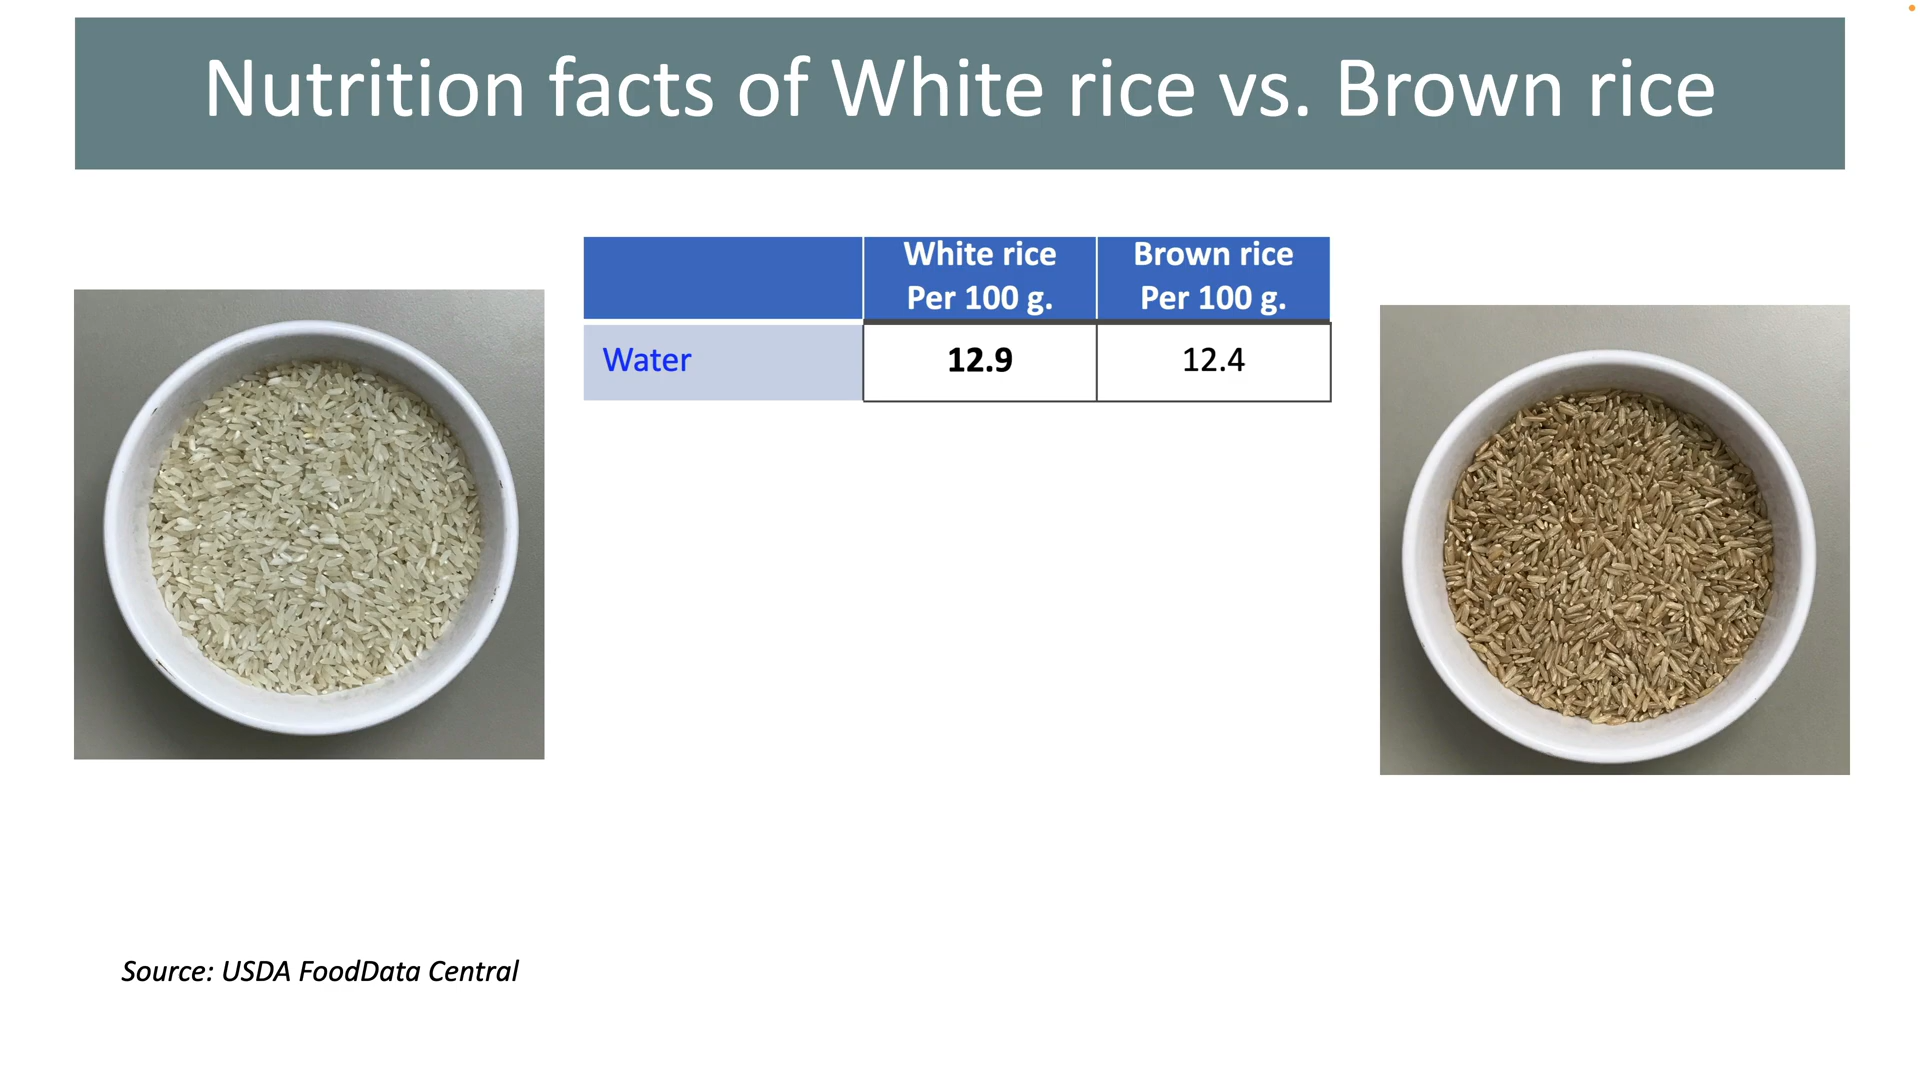 Nutrition facts of White rice vs. Brown rice
White rice Brown rice
Per 100 g. Per 100 g.
Water 12.9 12.4
Source: USDA FoodData Central